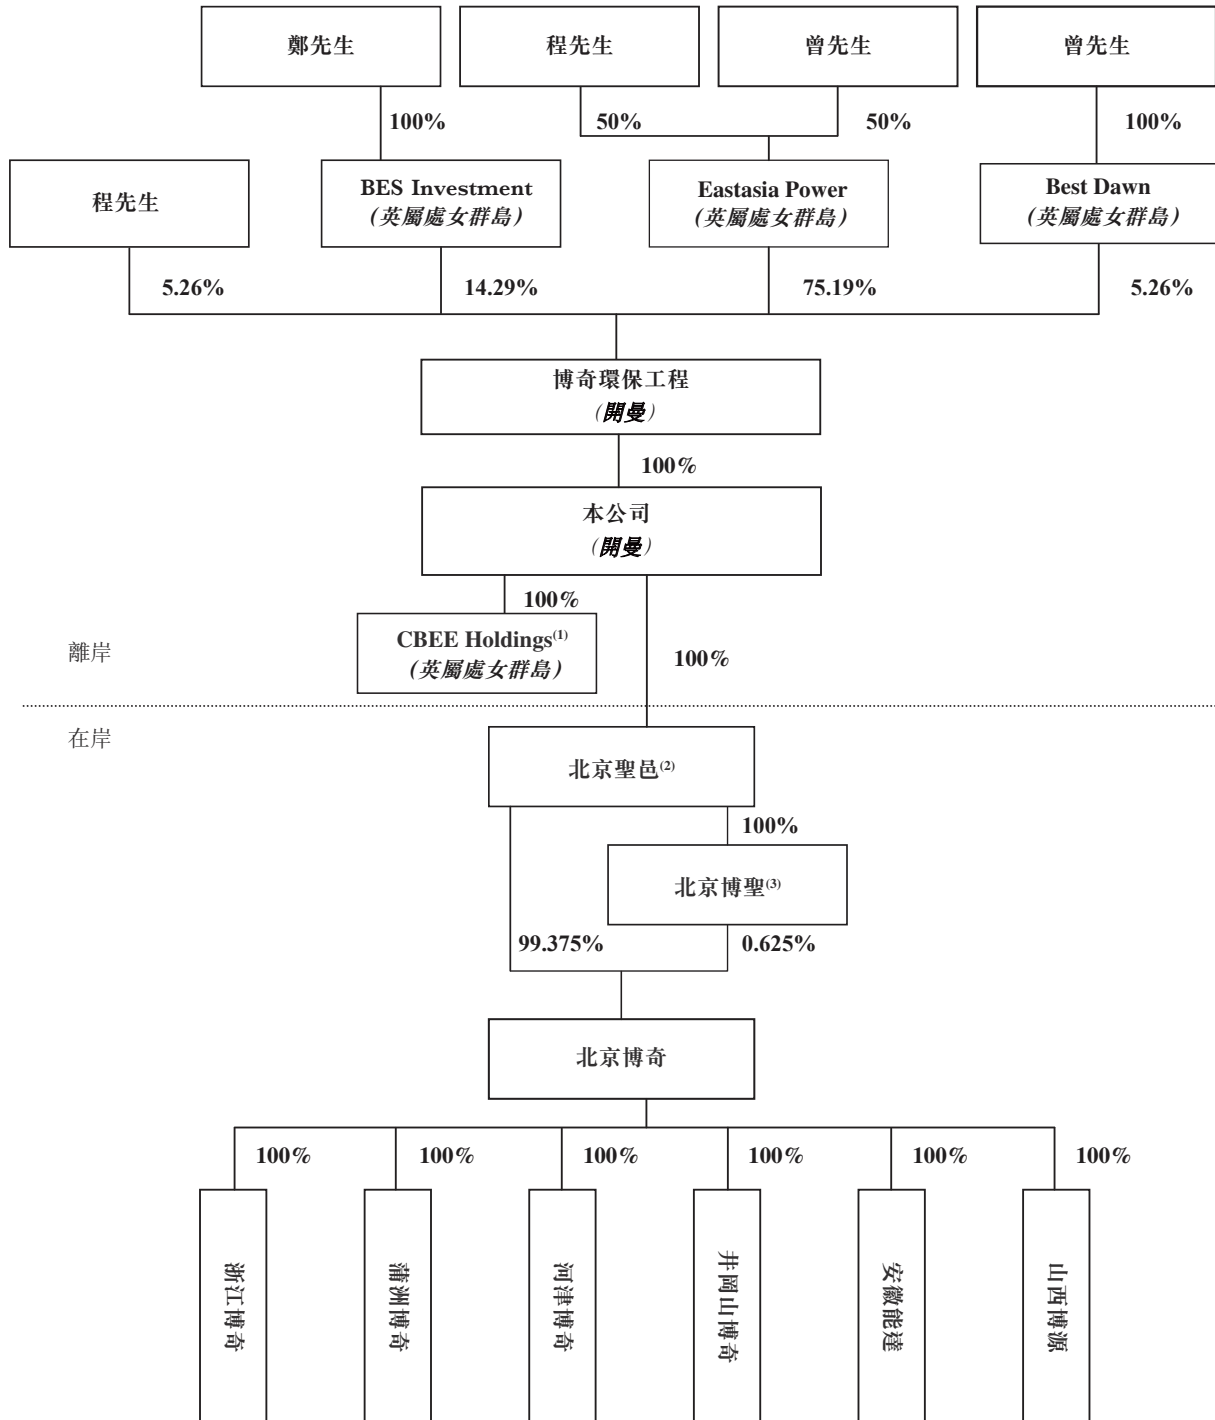 鄭先生
程先生
曾先生
曾先生
100%
50%
50%
100%
程先生
BES Investment
(英屬處女群島)
Eastasia Power
(英屬處女群島)
Best Dawn
(英屬處女群島)
5.26%
14.29%
75.19%
5.26%
博奇環保工程
(開曼)
100%
本公司
(開曼)
100%
CBEE Holdings(1)
(英屬處女群島)
100%
離岸
在岸
北京聖邑(2)
100%
北京博聖(3)
99.375%
0.625%
北京博奇
100%
100%
100%
100%
100%
100%
浙江博奇
蒲洲博奇
河津博奇
井岡山博奇
安徽能達
山西博源